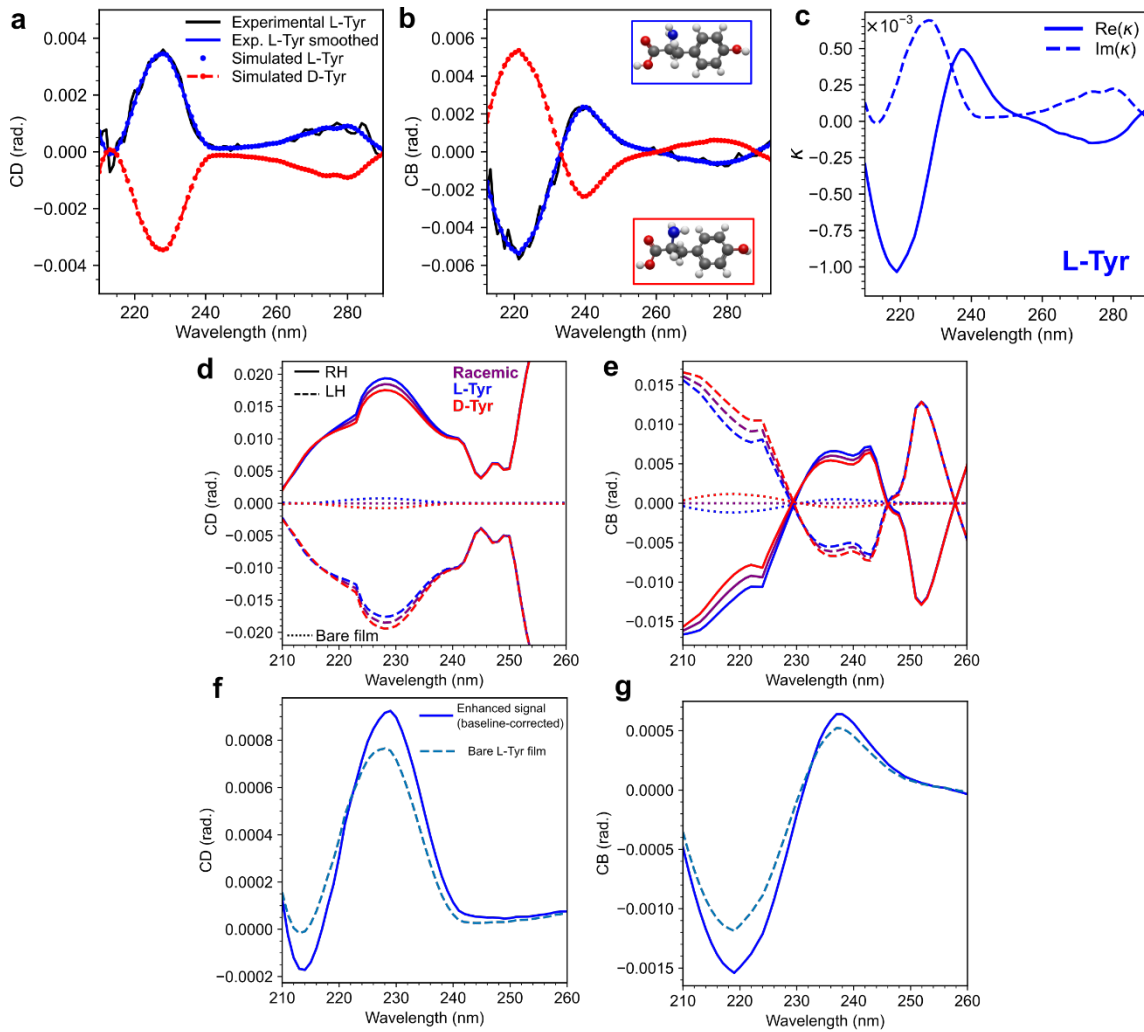 a
Experimental L-Tyr
Exp. L-Tyr smoothed
Simulated L-Tyr
Simulated D-Tyr
0.004
0.002
0.000
−0.002
−0.004
CD (rad.)
220 240 260 280
Wavelength (nm)
b
0.006
0.004
0.002
0.000
−0.002
−0.004
−0.006
CB (rad.)
220 240 260 280
Wavelength (nm)
c
×10⁻³
Re(κ)
Im(κ)
0.50
0.25
0.00
−0.25
−0.50
−0.75
−1.00
κ
L-Tyr
220 240 260 280
Wavelength (nm)
d
RH
LH
Racemic
L-Tyr
D-Tyr
0.020
0.015
0.010
0.005
0.000
−0.005
−0.010
−0.015
−0.020
CD (rad.)
Bare film
210 220 230 240 250 260
Wavelength (nm)
e
0.015
0.010
0.005
0.000
−0.005
−0.010
−0.015
CB (rad.)
210 220 230 240 250 260
Wavelength (nm)
f
Enhanced signal
(baseline-corrected)
Bare L-Tyr film
0.0008
0.0006
0.0004
0.0002
0.0000
−0.0002
CD (rad.)
210 220 230 240 250 260
Wavelength (nm)
g
0.0005
0.0000
−0.0005
−0.0010
−0.0015
CB (rad.)
210 220 230 240 250 260
Wavelength (nm)